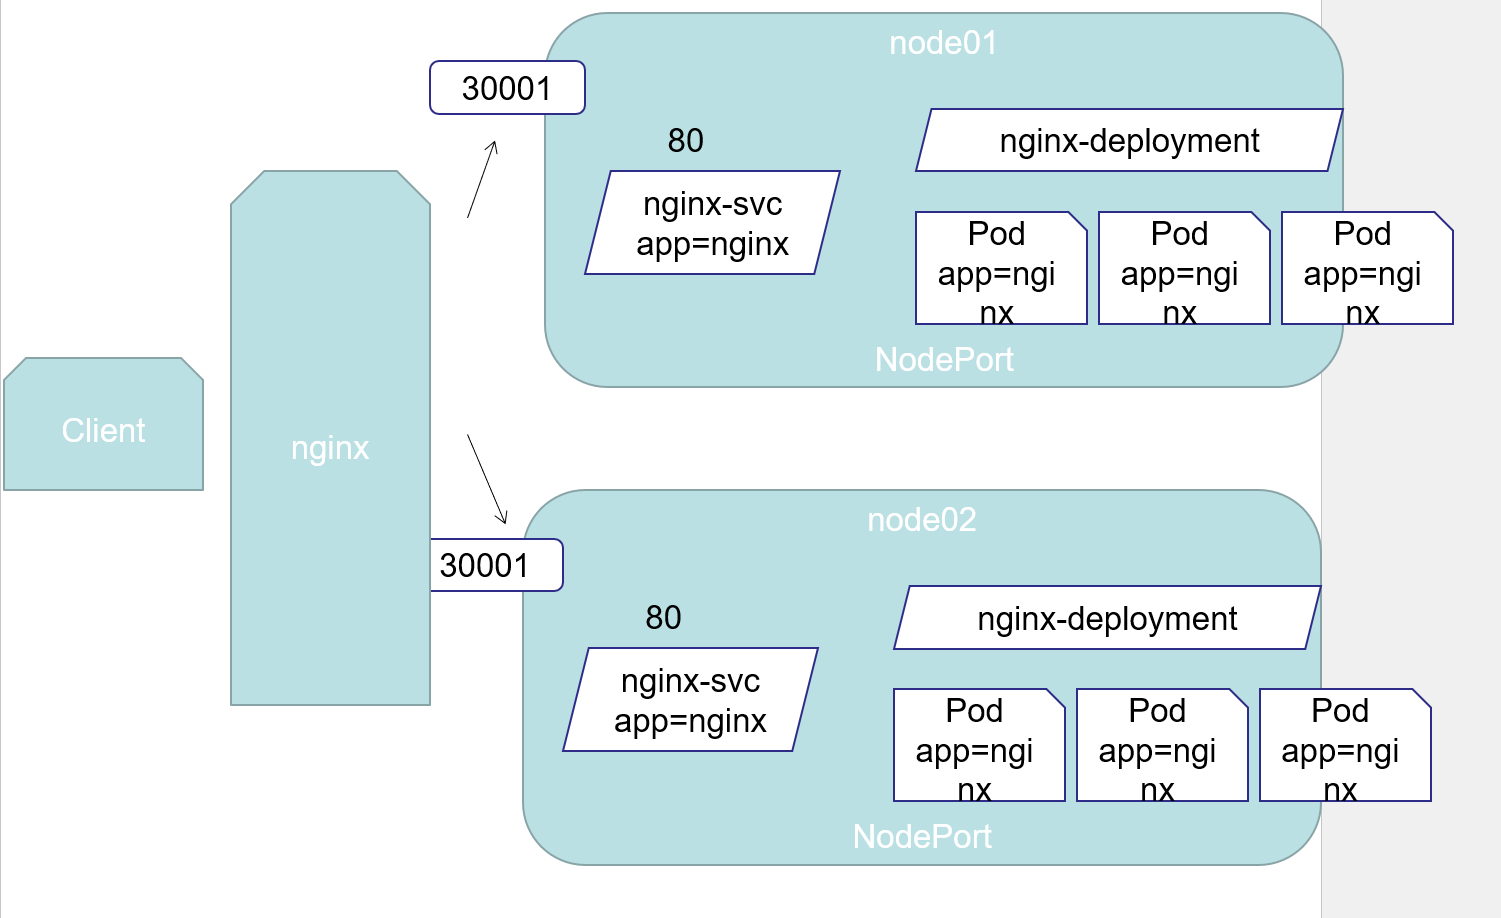 node01
30001
80
nginx-deployment
nginx-svc
app=nginx
Pod
app=ngi
nx
Pod
app=ngi
nx
Pod
app=ngi
nx
NodePort
Client
nginx
node02
30001
80
nginx-deployment
nginx-svc
app=nginx
Pod
app=ngi
nx
Pod
app=ngi
nx
Pod
app=ngi
nx
NodePort